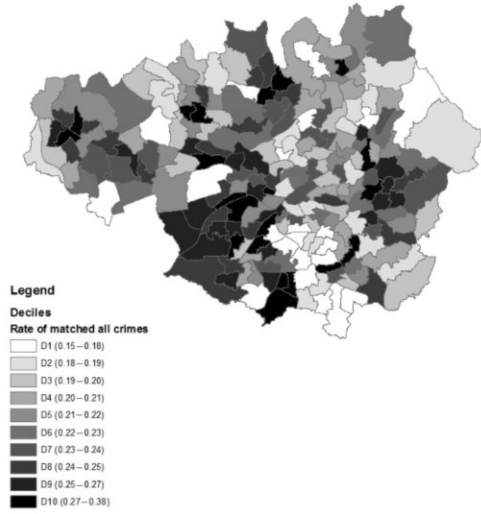 Legend
Deciles
Rate of matched all crimes
D1 (0.15–0.18)
D2 (0.18–0.19)
D3 (0.19–0.20)
D4 (0.20–0.21)
D5 (0.21–0.22)
D6 (0.22–0.23)
D7 (0.23–0.24)
D8 (0.24–0.25)
D9 (0.25–0.27)
D10 (0.27–0.38)